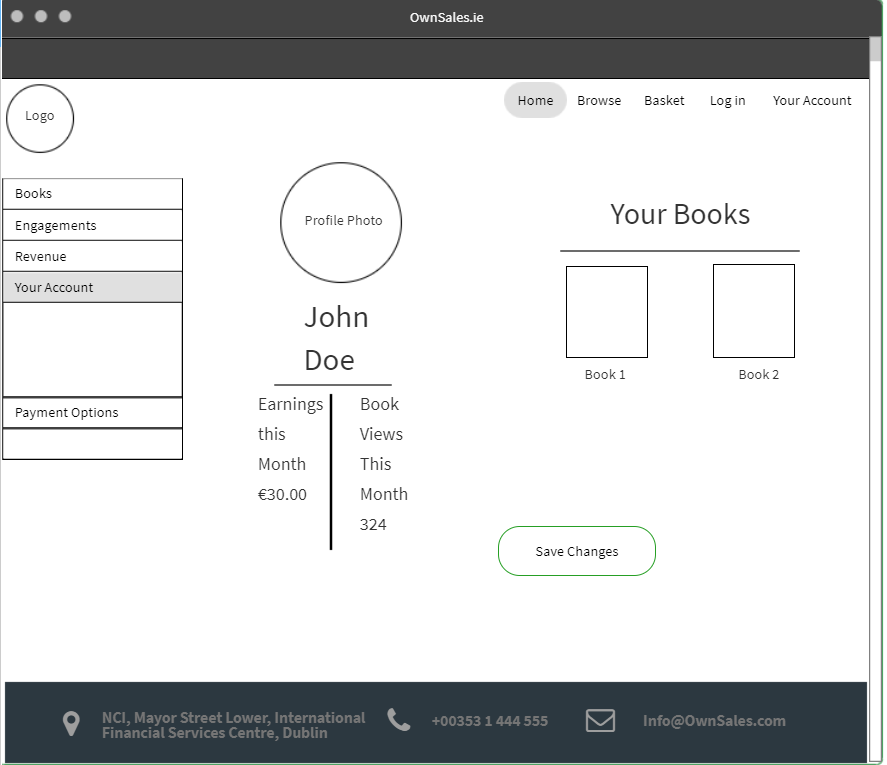 OwnSales.ie
Logo
Home Browse Basket Log in Your Account
Books
Engagements
Revenue
Your Account
Payment Options
Profile Photo
John
Doe
Earnings
this
Month
€30.00
Book
Views
This
Month
324
Your Books
Book 1 Book 2
Save Changes
NCI, Mayor Street Lower, International
Financial Services Centre, Dublin
+00353 1 444 555
Info@OwnSales.com